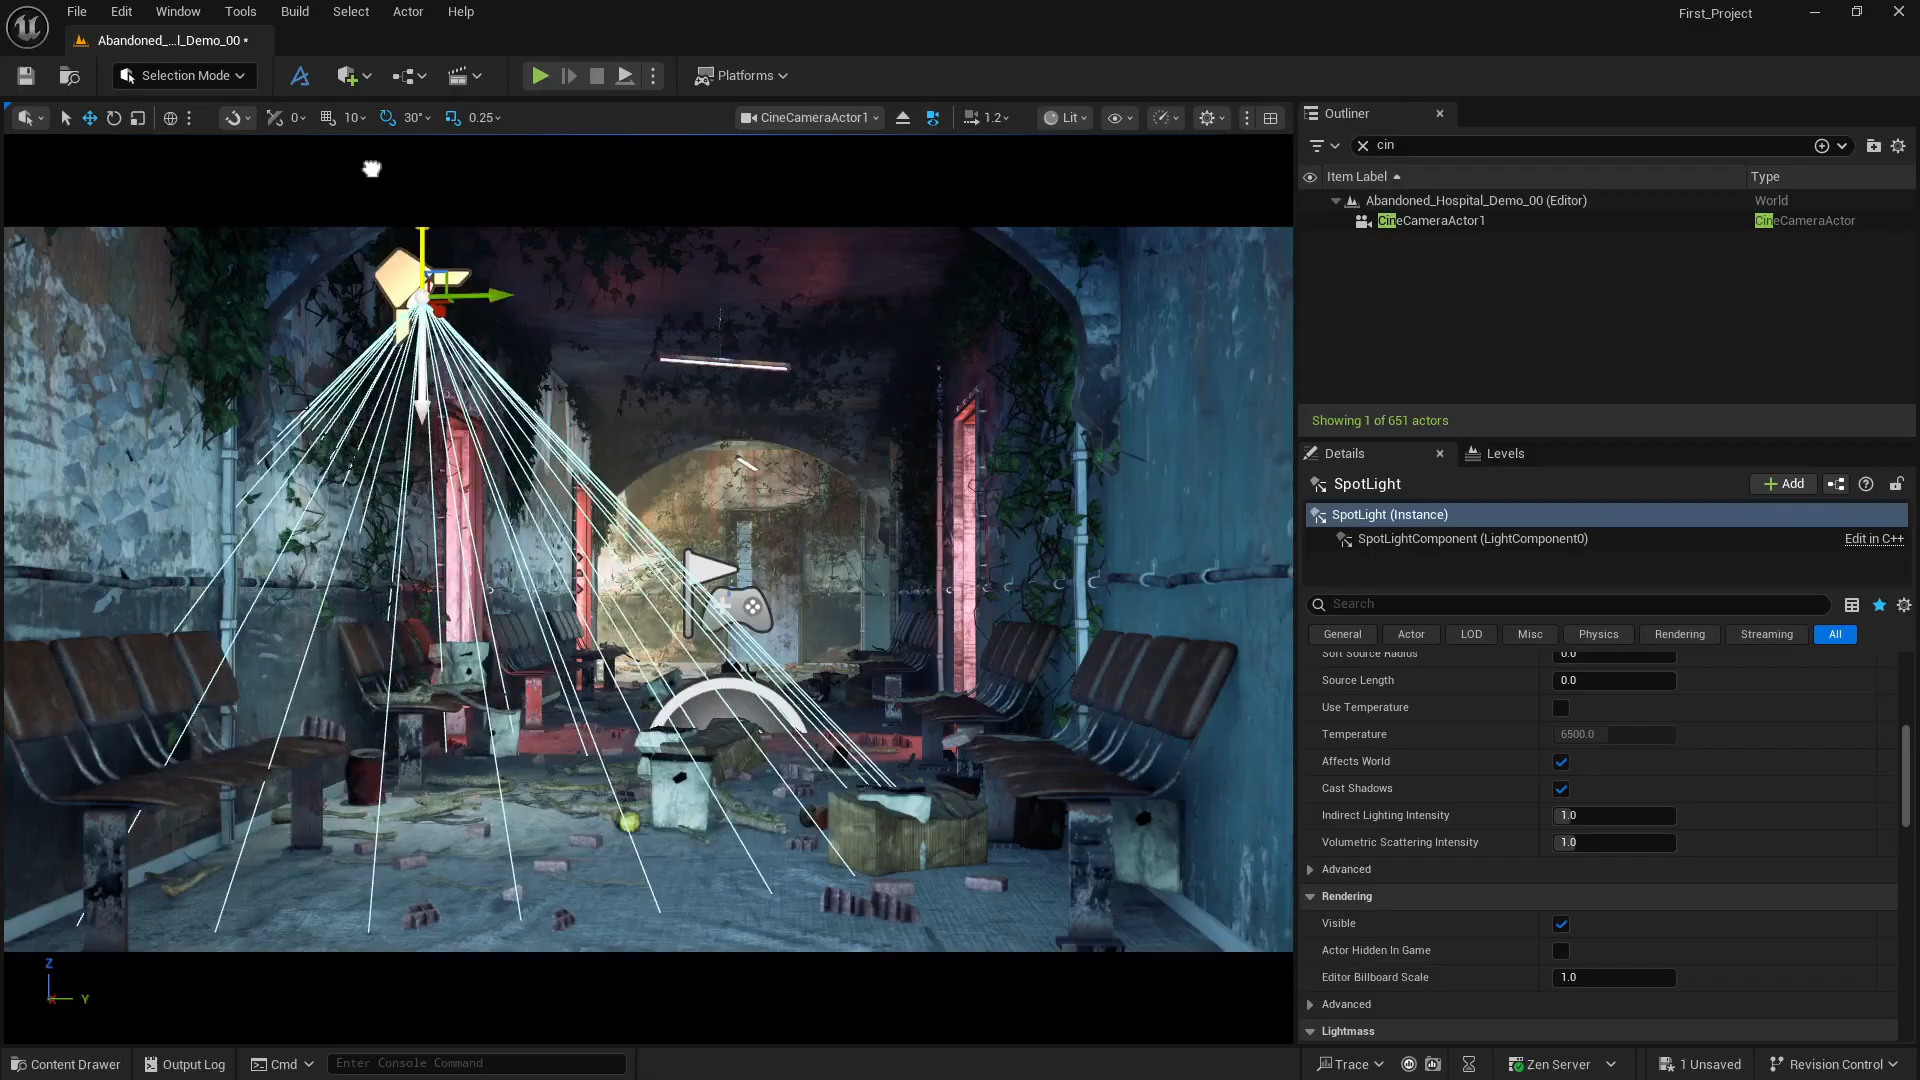 File Edit Window Tools Build Select Actor Help
First_Project
Abandoned_...l_Demo_00 *
Selection Mode
Platforms
0 10 30° 0.25
CineCameraActor1 1.2 Lit
Outliner
cin
Item Label Type
Abandoned_Hospital_Demo_00 (Editor) World
CineCameraActor1 CineCameraActor
Showing 1 of 651 actors
Details Levels
SpotLight Add
SpotLight (Instance)
SpotLightComponent (LightComponent0) Edit in C++
Search
General Actor LOD Misc Physics Rendering Streaming All
Soft Source Radius 0.0
Source Length 0.0
Use Temperature
Temperature 6500.0
Affects World
Cast Shadows
Indirect Lighting Intensity 1.0
Volumetric Scattering Intensity 1.0
Advanced
Rendering
Visible
Actor Hidden In Game
Editor Billboard Scale 1.0
Advanced
Lightmass
Z
X Y
Content Drawer Output Log Cmd Enter Console Command
Trace Zen Server 1 Unsaved Revision Control